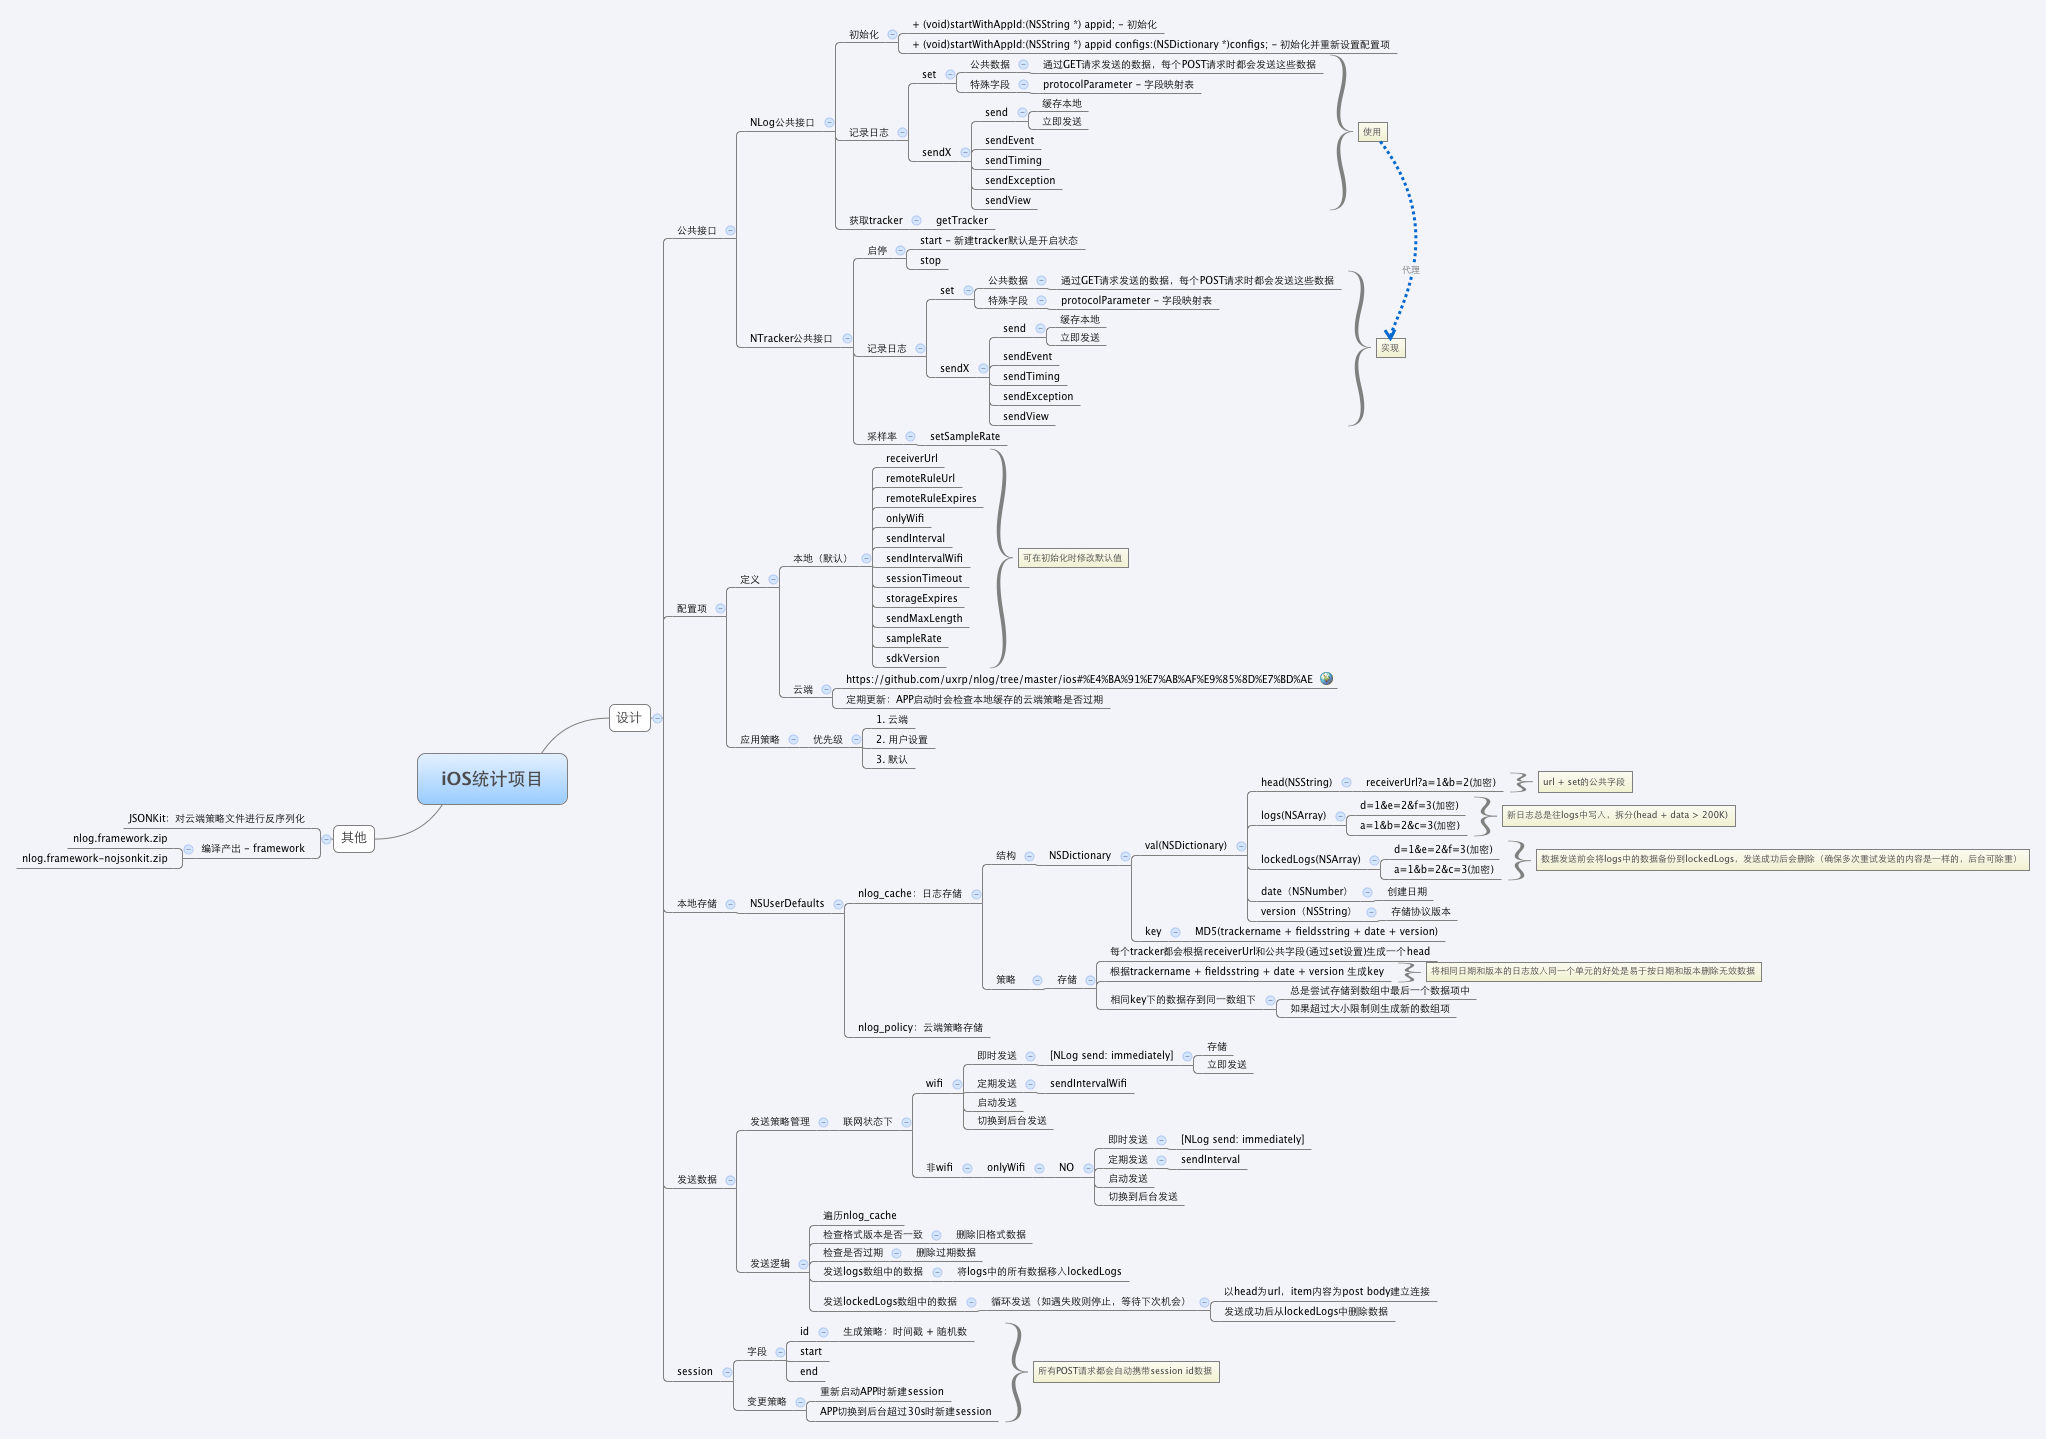 iOS统计项目
设计
公共接口
NLog公共接口
初始化
+ (void)startWithAppId:(NSString *) appid; – 初始化
+ (void)startWithAppId:(NSString *) appid configs:(NSDictionary *)configs; – 初始化并重新设置配置项
记录日志
set
公共数据
通过GET请求发送的数据，每个POST请求时都会发送这些数据
特殊字段
protocolParameter – 字段映射表
sendX
send
缓存本地
立即发送
sendEvent
sendTiming
sendException
sendView
使用
获取tracker
getTracker
代理
NTracker公共接口
启停
start – 新建tracker默认是开启状态
stop
记录日志
set
公共数据
通过GET请求发送的数据，每个POST请求时都会发送这些数据
特殊字段
protocolParameter – 字段映射表
sendX
send
缓存本地
立即发送
sendEvent
sendTiming
sendException
sendView
实现
采样率
setSampleRate
配置项
定义
本地（默认）
receiverUrl
remoteRuleUrl
remoteRuleExpires
onlyWifi
sendInterval
sendIntervalWifi
sessionTimeout
storageExpires
sendMaxLength
sampleRate
sdkVersion
可在初始化时修改默认值
云端
https://github.com/uxrp/nlog/tree/master/ios#%E4%BA%91%E7%AB%AF%E9%85%8D%E7%BD%AE
定期更新：APP启动时会检查本地缓存的云端策略是否过期
应用策略
优先级
1. 云端
2. 用户设置
3. 默认
本地存储
NSUserDefaults
nlog_cache：日志存储
结构
NSDictionary
val(NSDictionary)
head(NSString)
receiverUrl?a=1&b=2(加密)
url + set的公共字段
logs(NSArray)
d=1&e=2&f=3(加密)
a=1&b=2&c=3(加密)
新日志总是往logs中写入，拆分(head + data > 200K)
lockedLogs(NSArray)
d=1&e=2&f=3(加密)
a=1&b=2&c=3(加密)
数据发送前会将logs中的数据备份到lockedLogs，发送成功后会删除（确保多次重试发送的内容是一样的，后台可除重）
date（NSNumber）
创建日期
version（NSString）
存储协议版本
key
MD5(trackername + fieldsstring + date + version)
策略
存储
每个tracker都会根据receiverUrl和公共字段(通过set设置)生成一个head
根据trackername + fieldsstring + date + version 生成key
将相同日期和版本的日志放入同一个单元的好处是易于按日期和版本删除无效数据
相同key下的数据存到同一数组下
总是尝试存储到数组中最后一个数据项中
如果超过大小限制则生成新的数组项
nlog_policy：云端策略存储
发送数据
发送策略管理
联网状态下
wifi
即时发送
[NLog send: immediately]
存储
立即发送
定期发送
sendIntervalWifi
启动发送
切换到后台发送
非wifi
onlyWifi
NO
即时发送
[NLog send: immediately]
定期发送
sendInterval
启动发送
切换到后台发送
发送逻辑
遍历nlog_cache
检查格式版本是否一致
删除旧格式数据
检查是否过期
删除过期数据
发送logs数组中的数据
将logs中的所有数据移入lockedLogs
发送lockedLogs数组中的数据
循环发送（如遇失败则停止，等待下次机会）
以head为url，item内容为post body建立连接
发送成功后从lockedLogs中删除数据
session
字段
id
生成策略：时间戳 + 随机数
start
end
变更策略
重新启动APP时新建session
APP切换到后台超过30s时新建session
所有POST请求都会自动携带session id数据
其他
JSONKit：对云端策略文件进行反序列化
编译产出 – framework
nlog.framework.zip
nlog.framework-nojsonkit.zip